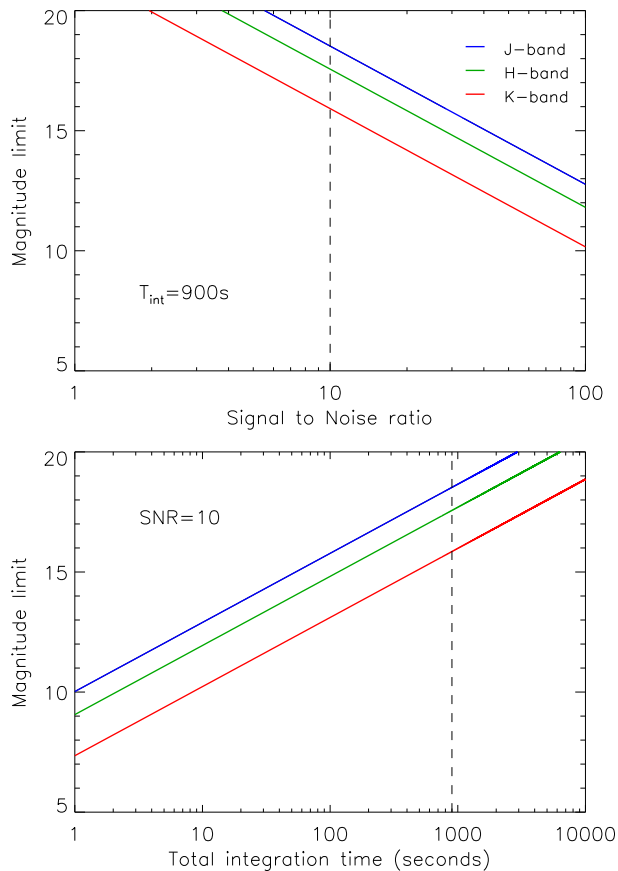 20
15
10
5
Magnitude limit
J-band
H-band
K-band
T_int=900s
1
10
100
Signal to Noise ratio
20
15
10
5
Magnitude limit
SNR=10
1
10
100
1000
10000
Total integration time (seconds)